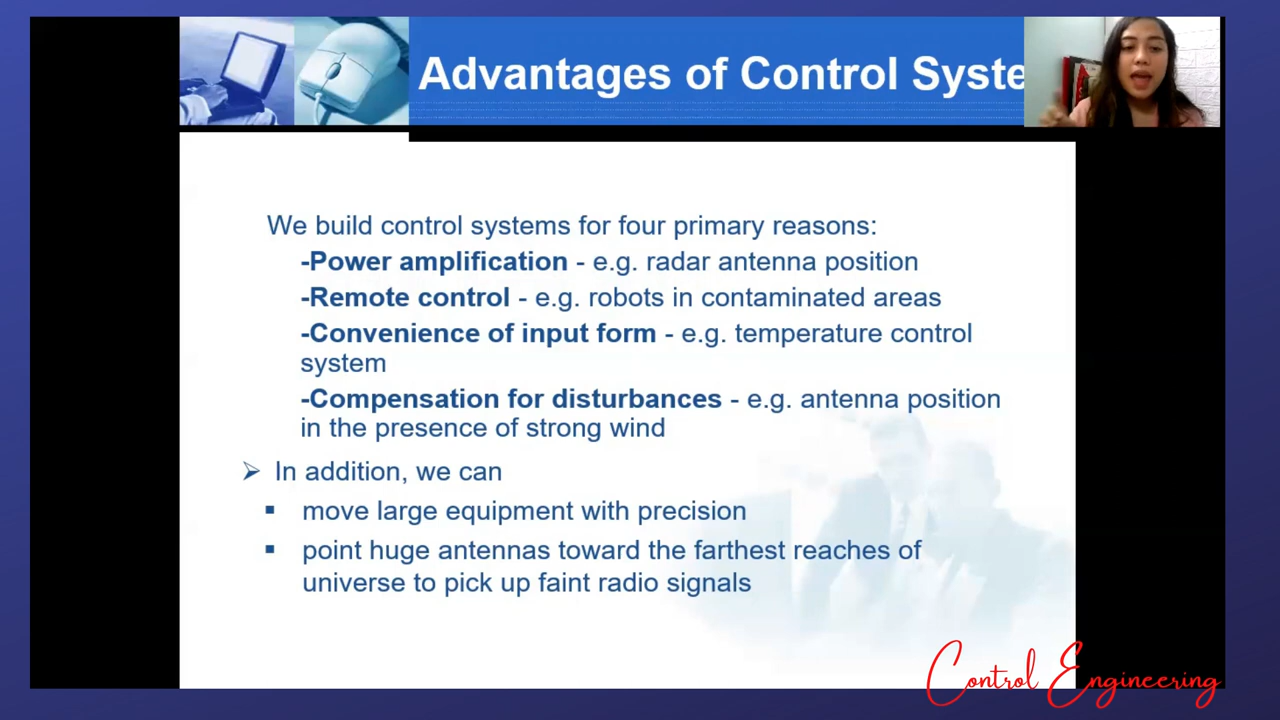 Advantages of Control Syste
We build control systems for four primary reasons:
-Power amplification - e.g. radar antenna position
-Remote control - e.g. robots in contaminated areas
-Convenience of input form - e.g. temperature control
system
-Compensation for disturbances - e.g. antenna position
in the presence of strong wind
In addition, we can
move large equipment with precision
point huge antennas toward the farthest reaches of
universe to pick up faint radio signals
Control Engineering